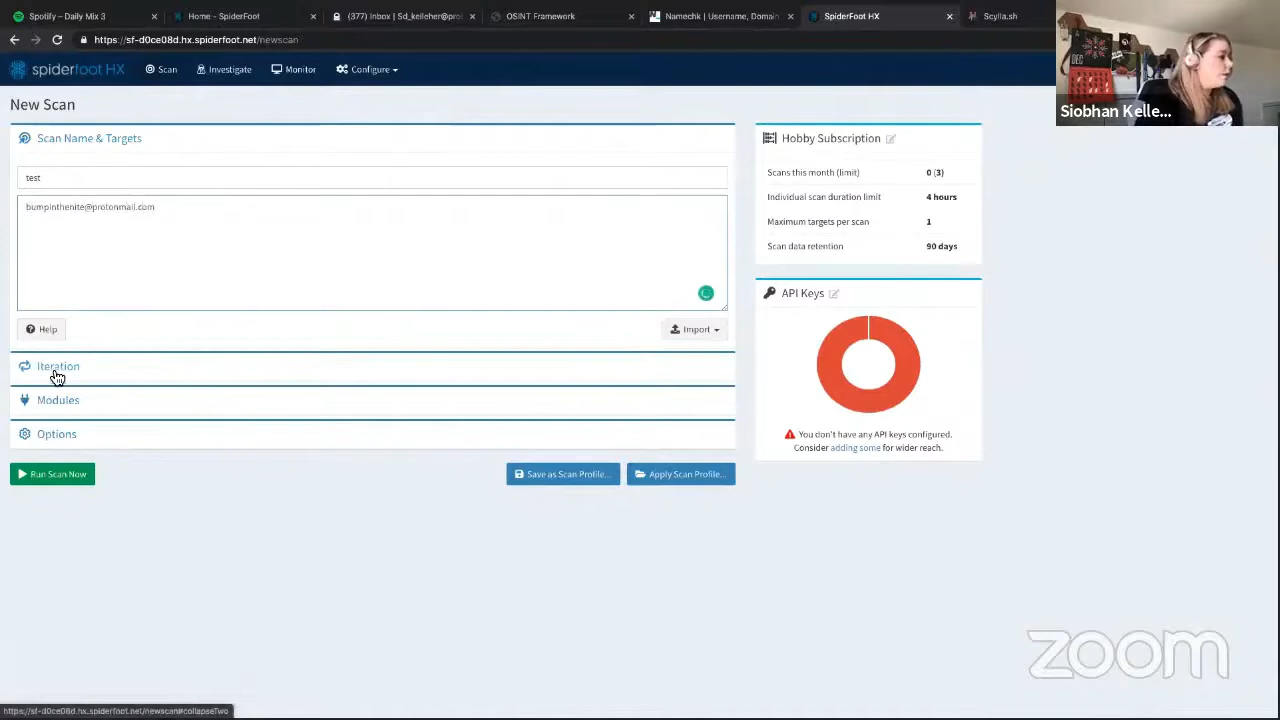 Spotify – Daily Mix 3
Home - SpiderFoot
(377) Inbox | Sd_kelleher@pro
OSINT Framework
Namechk | Username, Domain
SpiderFoot HX
Scylla.sh
https://sf-d0ce08d.hx.spiderfoot.net/newscan
spiderfoot HX
Scan
Investigate
Monitor
Configure
DEC
Siobhan Kelle...
New Scan
Scan Name & Targets
test
bumpinthenite@protonmail.com
Help
Import
Iteration
Modules
Options
Run Scan Now
Save as Scan Profile...
Apply Scan Profile...
Hobby Subscription
Scans this month (limit) 0 (3)
Individual scan duration limit 4 hours
Maximum targets per scan 1
Scan data retention 90 days
API Keys
You don't have any API keys configured.
Consider adding some for wider reach.
zoom
https://sf-d0ce08d.hx.spiderfoot.net/newscan#collapseTwo